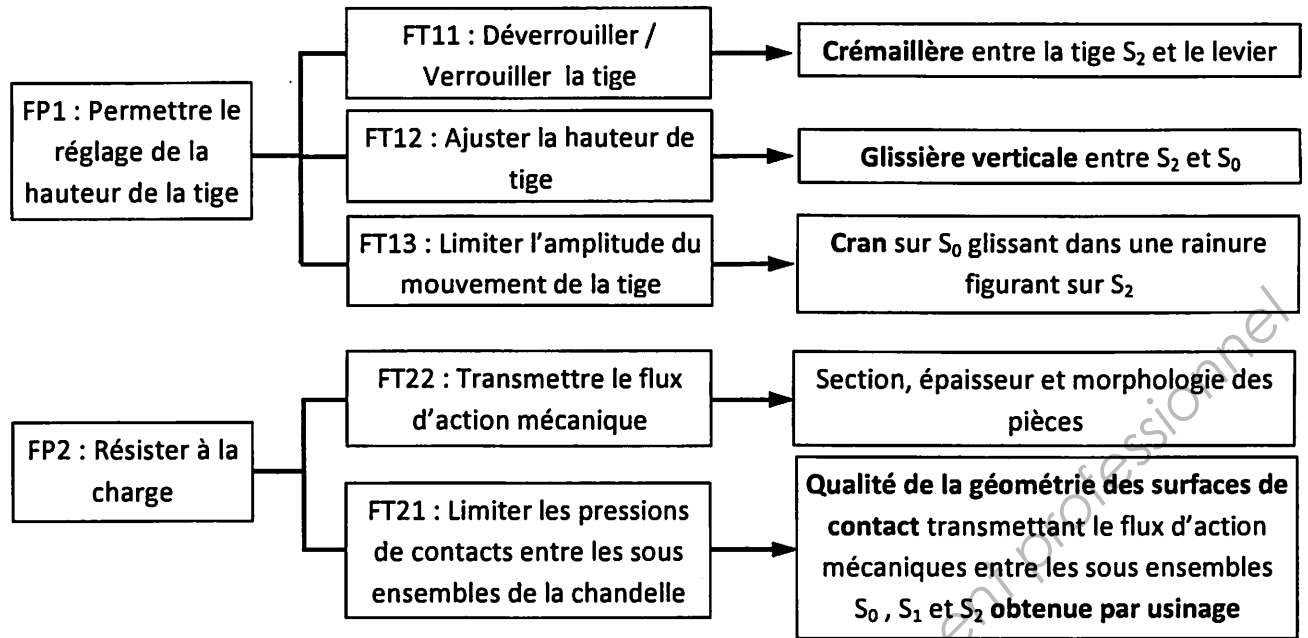 FT11 : Déverrouiller /
Verrouiller la tige
Crémaillère entre la tige S₂ et le levier
FP1 : Permettre le
réglage de la
hauteur de la tige
FT12 : Ajuster la hauteur de
tige
Glissière verticale entre S₂ et S₀
FT13 : Limiter l'amplitude du
mouvement de la tige
Cran sur S₀ glissant dans une rainure
figurant sur S₂
FT22 : Transmettre le flux
d'action mécanique
Section, épaisseur et morphologie des
pièces
FP2 : Résister à la
charge
FT21 : Limiter les pressions
de contacts entre les sous
ensembles de la chandelle
Qualité de la géométrie des surfaces de
contact transmettant le flux d'action
mécaniques entre les sous ensembles
S₀ , S₁ et S₂ obtenue par usinage
professionnel